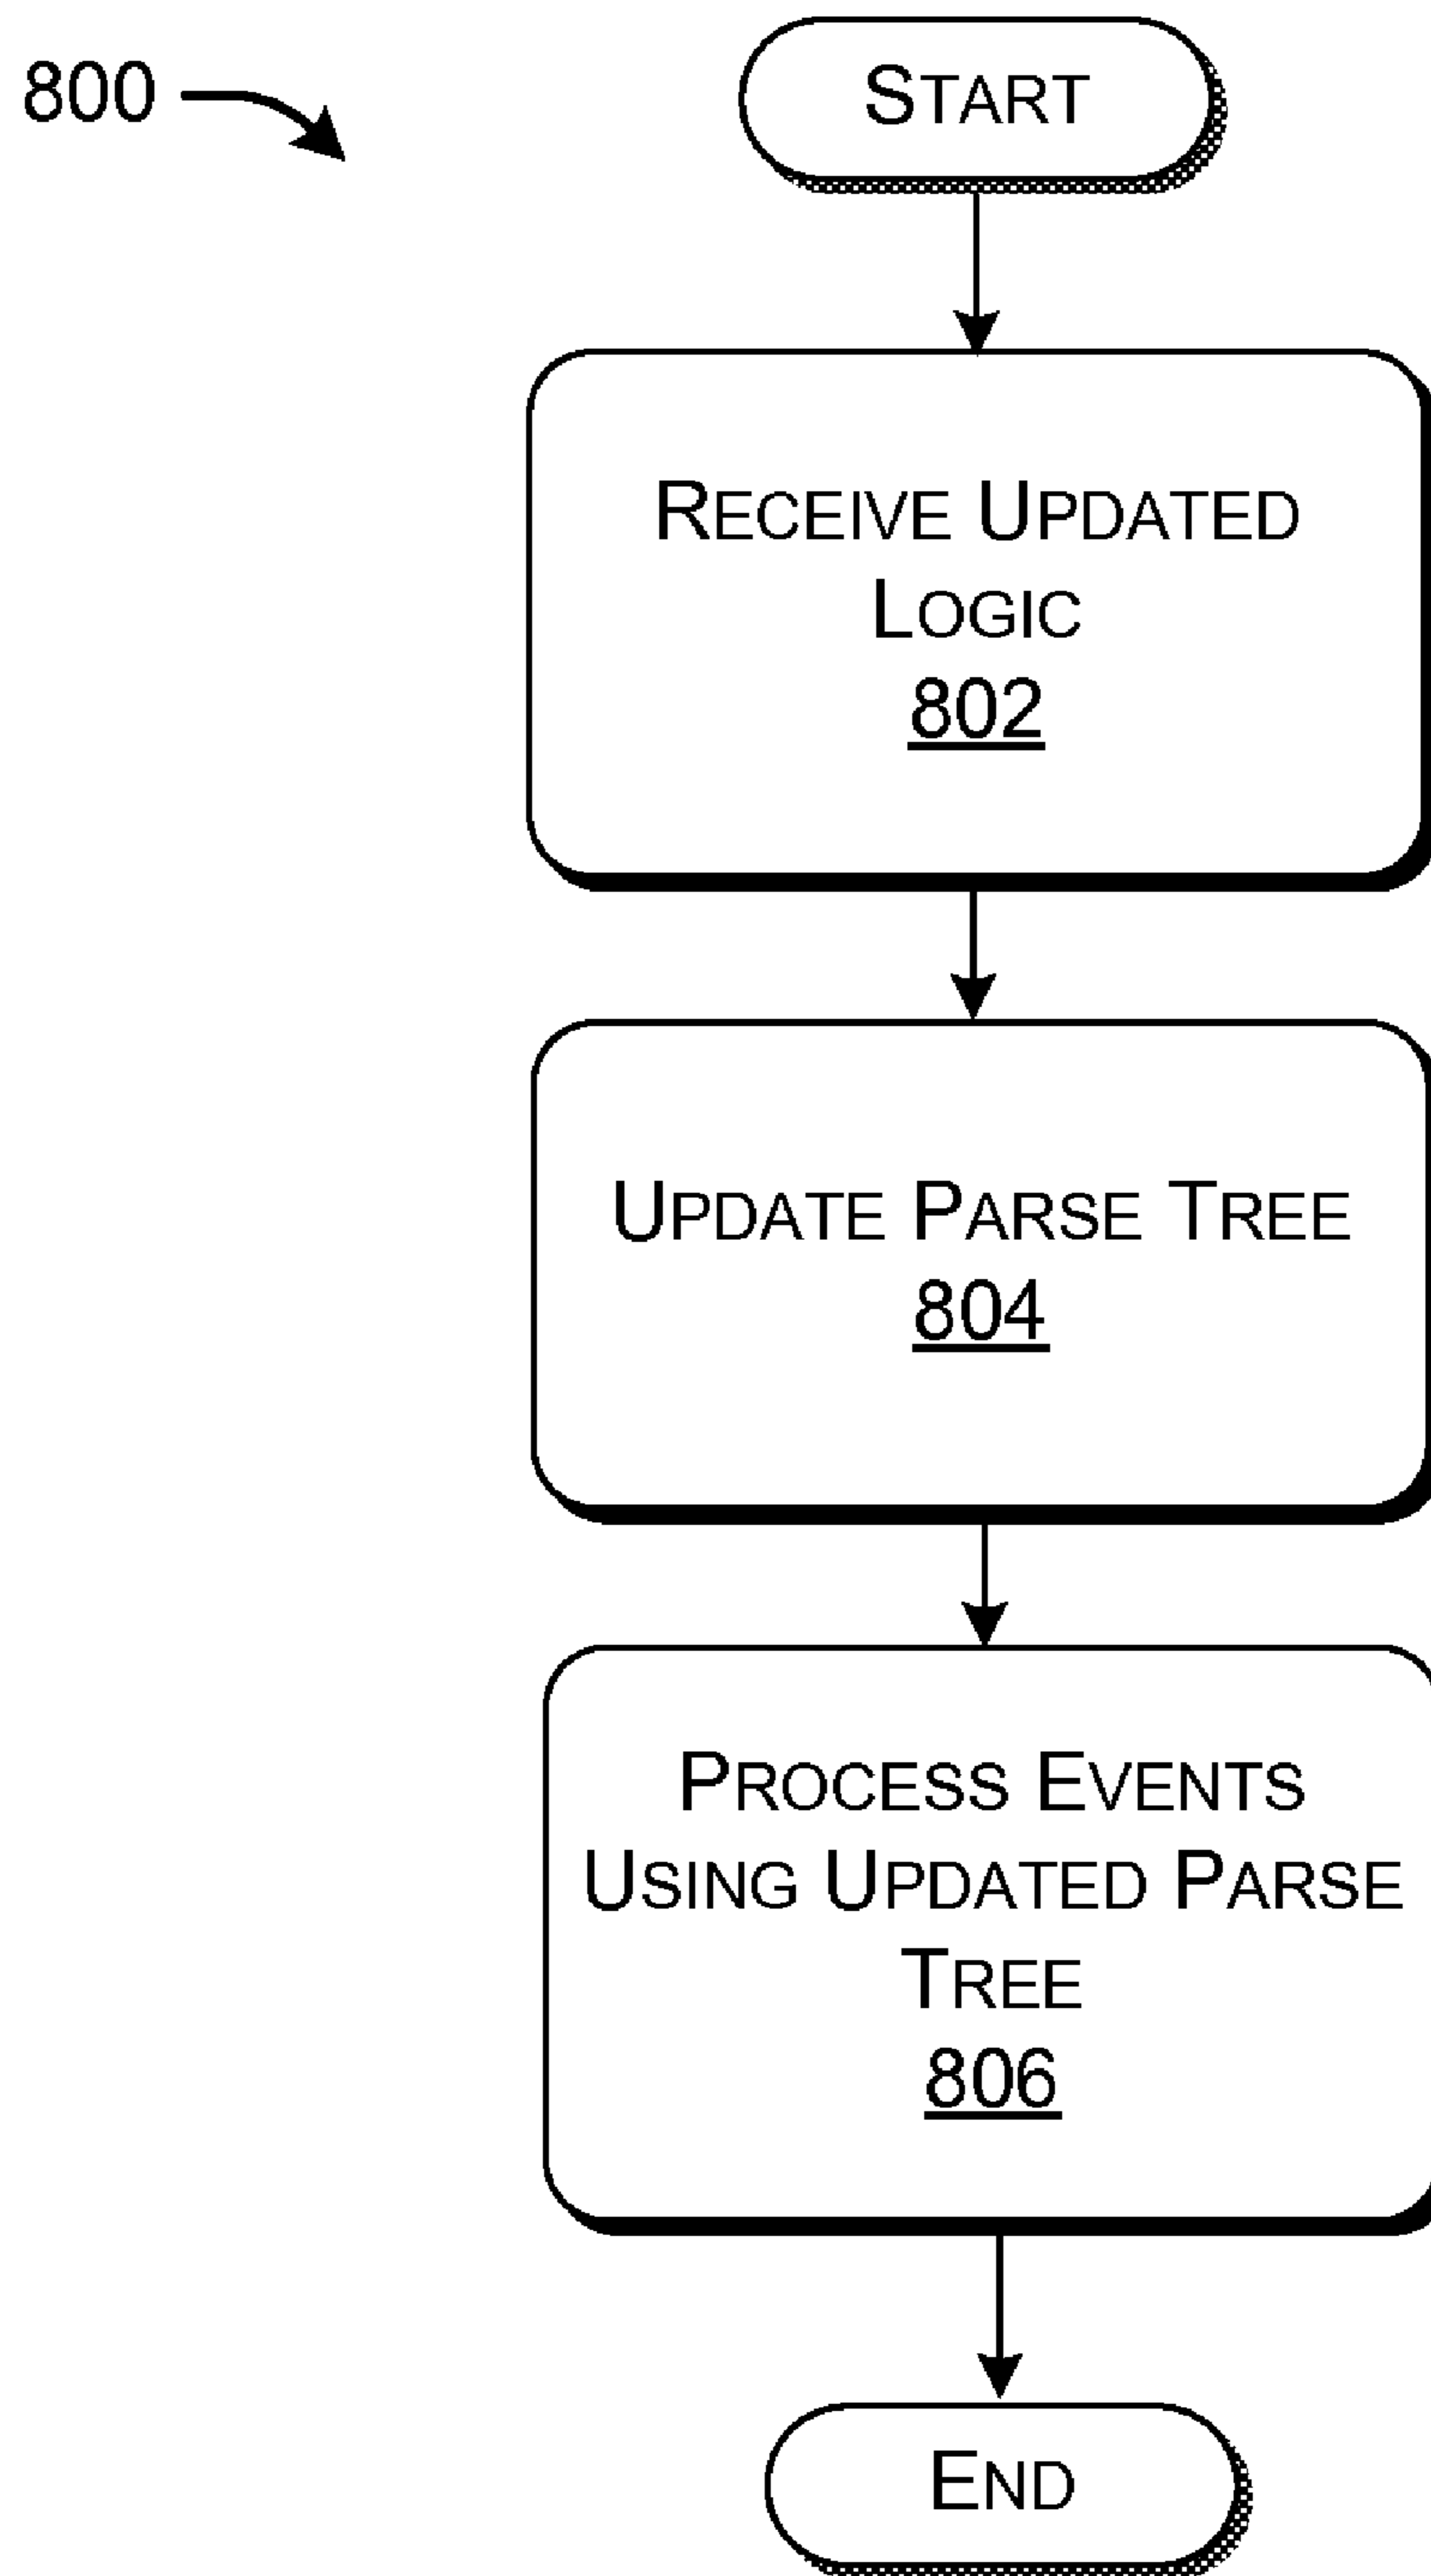 800
START
RECEIVE UPDATED
LOGIC
802
UPDATE PARSE TREE
804
PROCESS EVENTS
USING UPDATED PARSE
TREE
806
END